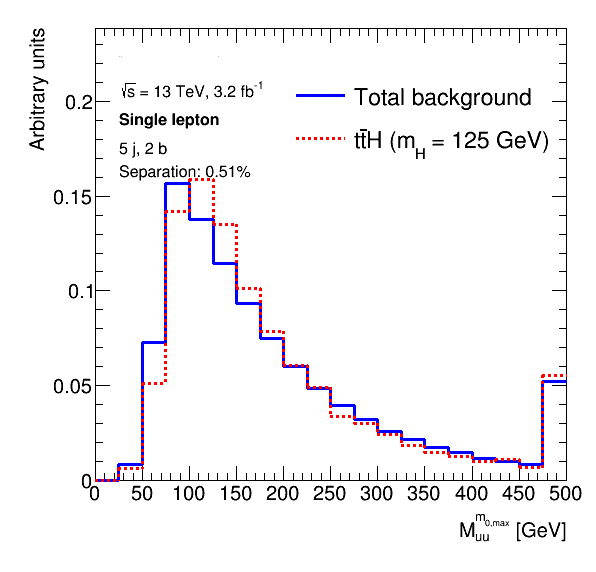 Arbitrary units
√s = 13 TeV, 3.2 fb⁻¹
Single lepton
5 j, 2 b
Separation: 0.51%
Total background
tt̄H (m_H = 125 GeV)
0.2
0.15
0.1
0.05
0
0 50 100 150 200 250 300 350 400 450 500
M_uu^m_0,max [GeV]